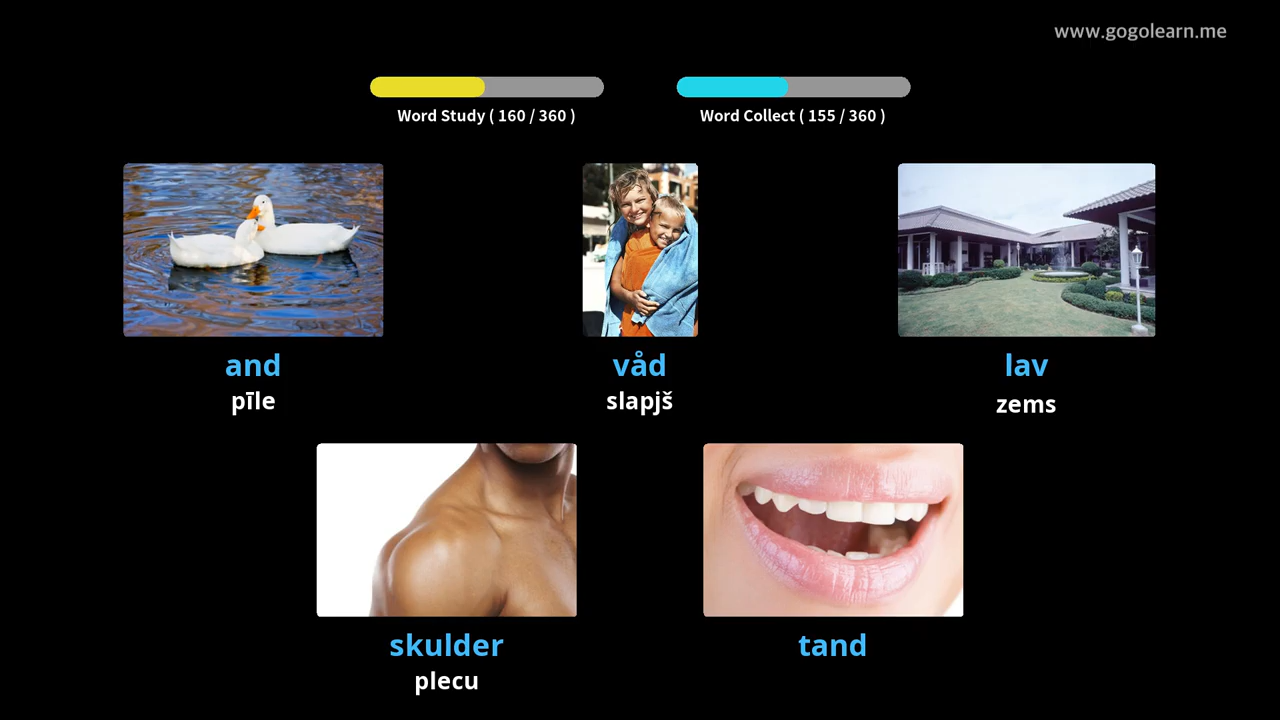 www.gogolearn.me
Word Study ( 160 / 360 )
Word Collect ( 155 / 360 )
and
pīle
våd
slapjš
lav
zems
skulder
plecu
tand